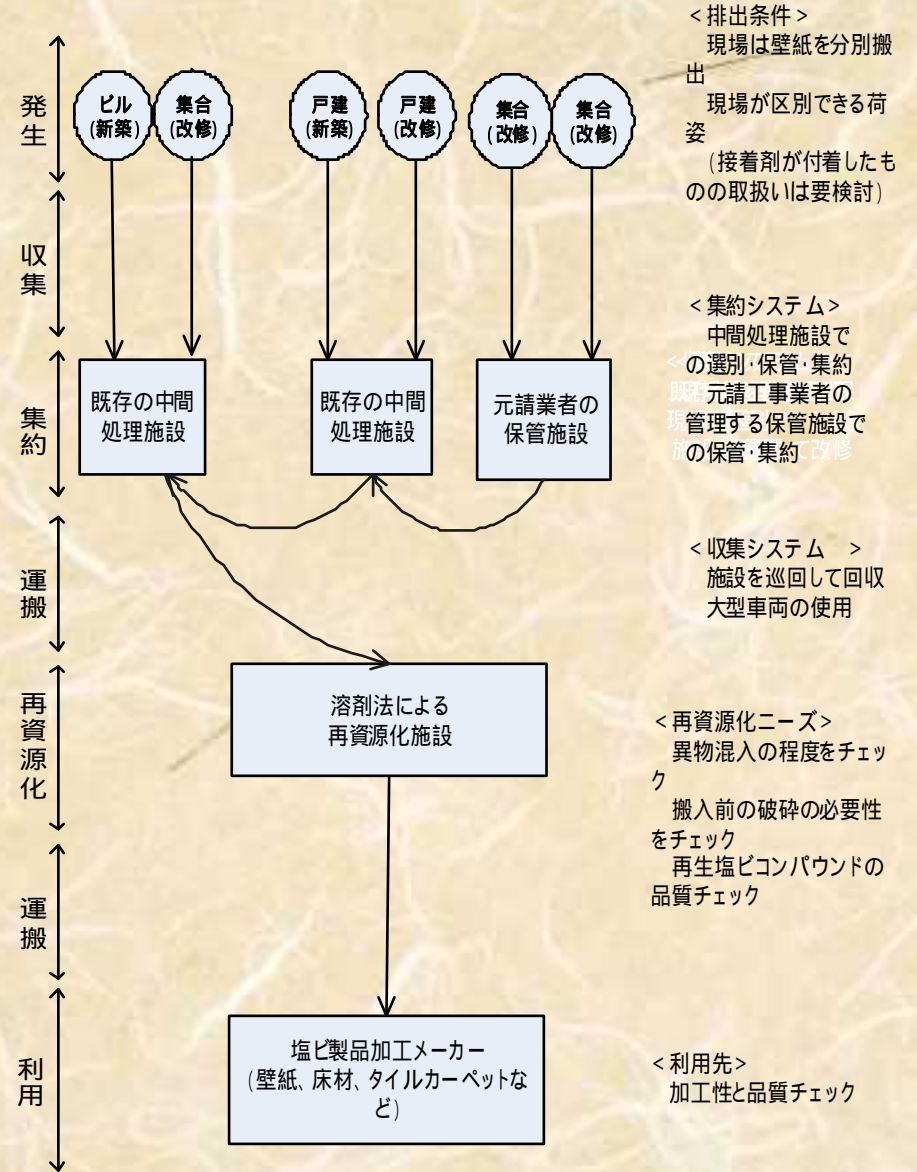 <排出条件>
現場は壁紙を分別搬
出
現場が区別できる荷
姿
(接着剤が付着したも
のの取扱いは要検討)
発生
ビル
(新築)
集合
(改修)
戸建
(新築)
戸建
(改修)
集合
(改修)
集合
(改修)
収集
<集約システム>
中間処理施設で
の選別・保管・集約
元請工事業者の
管理する保管施設で
の保管・集約
集約
既存の中間
処理施設
既存の中間
処理施設
元請業者の
保管施設
運搬
<収集システム >
施設を巡回して回収
大型車両の使用
再資源化
溶剤法による
再資源化施設
<再資源化ニーズ>
異物混入の程度をチェッ
ク
搬入前の破砕の必要性
をチェック
再生塩ビコンパウンドの
品質チェック
運搬
利用
塩ビ製品加工メーカー
(壁紙、床材、タイルカーペットな
ど)
<利用先>
加工性と品質チェック